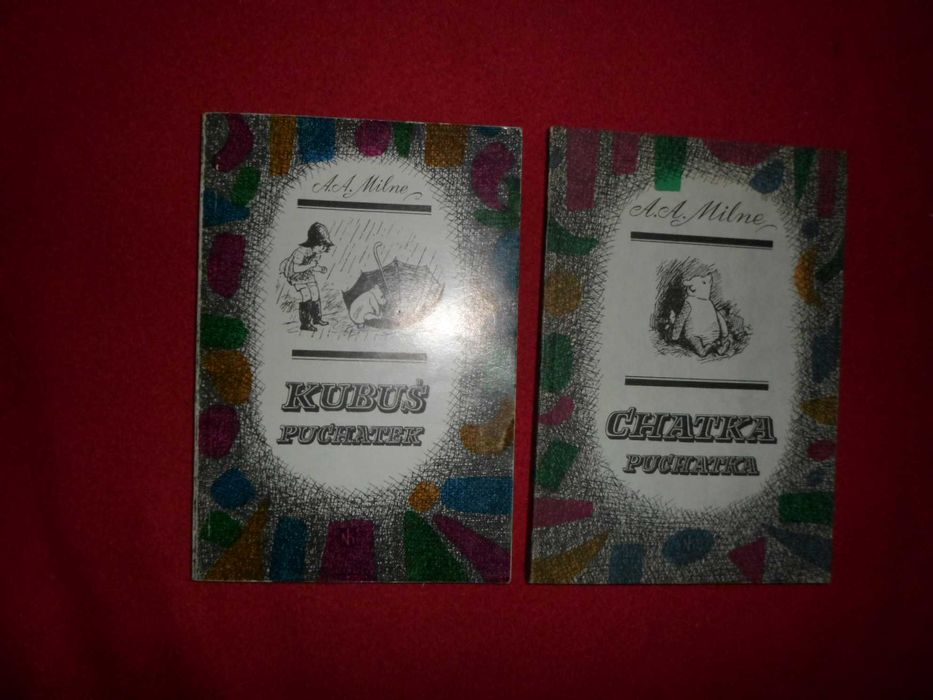 A.A. Milne
KUBUŚ
PUCHATEK
A.A. Milne
CHATKA
PUCHATKA